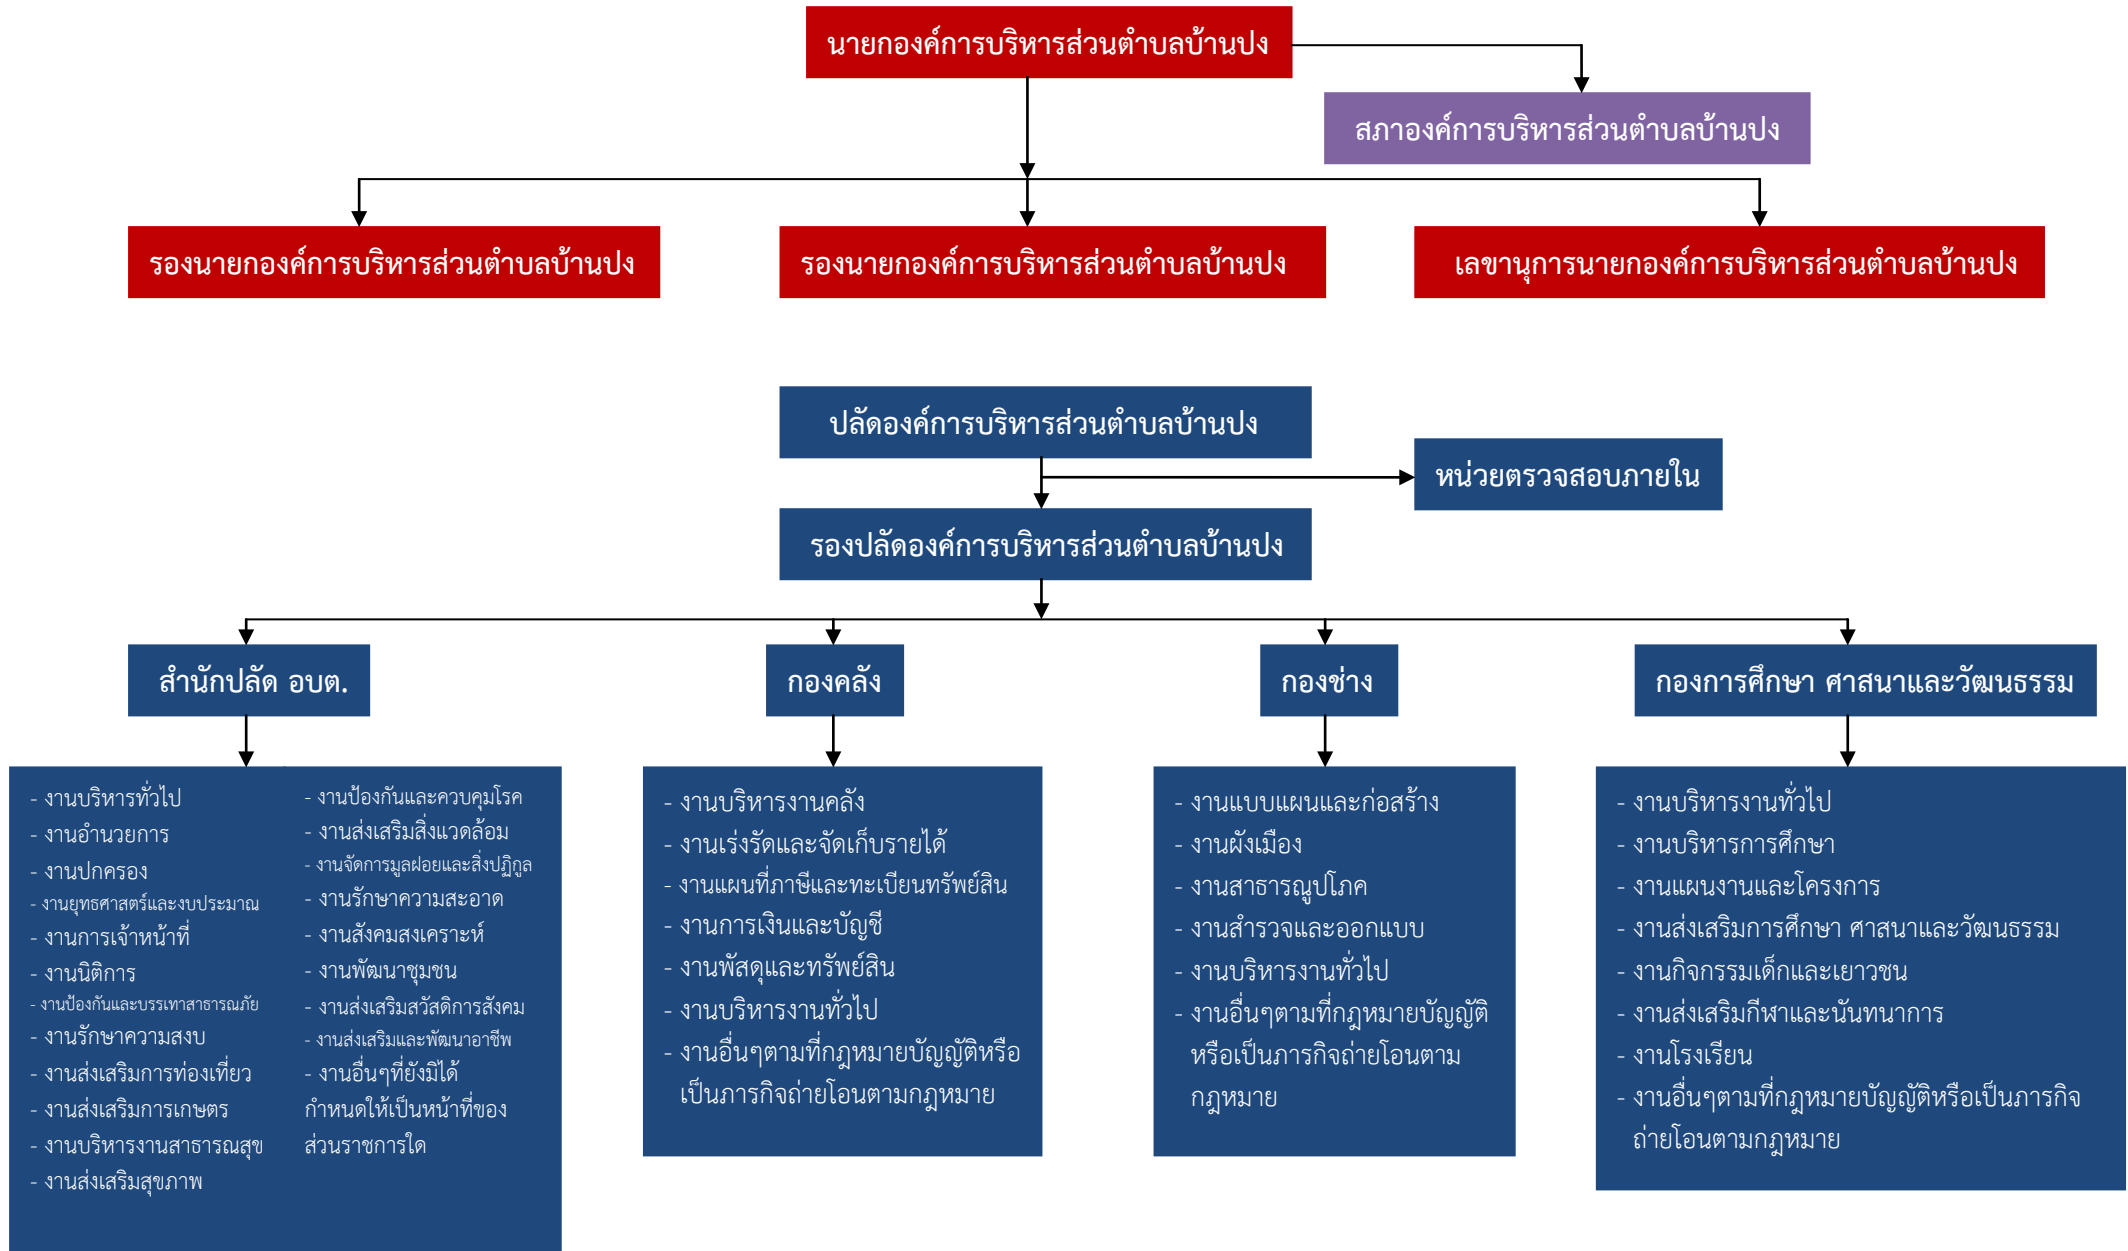 นายกองค์การบริหารส่วนตำบลบ้านปง
สภาองค์การบริหารส่วนตำบลบ้านปง
รองนายกองค์การบริหารส่วนตำบลบ้านปง
รองนายกองค์การบริหารส่วนตำบลบ้านปง
เลขานุการนายกองค์การบริหารส่วนตำบลบ้านปง
ปลัดองค์การบริหารส่วนตำบลบ้านปง
หน่วยตรวจสอบภายใน
รองปลัดองค์การบริหารส่วนตำบลบ้านปง
สำนักปลัด อบต.
กองคลัง
กองช่าง
กองการศึกษา ศาสนาและวัฒนธรรม
- งานบริหารทั่วไป
- งานอำนวยการ
- งานปกครอง
- งานยุทธศาสตร์และงบประมาณ
- งานการเจ้าหน้าที่
- งานนิติการ
- งานป้องกันและบรรเทาสาธารณภัย
- งานรักษาความสงบ
- งานส่งเสริมการท่องเที่ยว
- งานส่งเสริมการเกษตร
- งานบริหารงานสาธารณสุข
- งานส่งเสริมสุขภาพ
- งานป้องกันและควบคุมโรค
- งานส่งเสริมสิ่งแวดล้อม
- งานจัดการมูลฝอยและสิ่งปฏิกูล
- งานรักษาความสะอาด
- งานสังคมสงเคราะห์
- งานพัฒนาชุมชน
- งานส่งเสริมสวัสดิการสังคม
- งานส่งเสริมและพัฒนาอาชีพ
- งานอื่นๆที่ยังมิได้
กำหนดให้เป็นหน้าที่ของ
ส่วนราชการใด
- งานบริหารงานคลัง
- งานเร่งรัดและจัดเก็บรายได้
- งานแผนที่ภาษีและทะเบียนทรัพย์สิน
- งานการเงินและบัญชี
- งานพัสดุและทรัพย์สิน
- งานบริหารงานทั่วไป
- งานอื่นๆตามที่กฎหมายบัญญัติหรือ
เป็นภารกิจถ่ายโอนตามกฎหมาย
- งานแบบแผนและก่อสร้าง
- งานผังเมือง
- งานสาธารณูปโภค
- งานสำรวจและออกแบบ
- งานบริหารงานทั่วไป
- งานอื่นๆตามที่กฎหมายบัญญัติ
หรือเป็นภารกิจถ่ายโอนตาม
กฎหมาย
- งานบริหารงานทั่วไป
- งานบริหารการศึกษา
- งานแผนงานและโครงการ
- งานส่งเสริมการศึกษา ศาสนาและวัฒนธรรม
- งานกิจกรรมเด็กและเยาวชน
- งานส่งเสริมกีฬาและนันทนาการ
- งานโรงเรียน
- งานอื่นๆตามที่กฎหมายบัญญัติหรือเป็นภารกิจ
ถ่ายโอนตามกฎหมาย